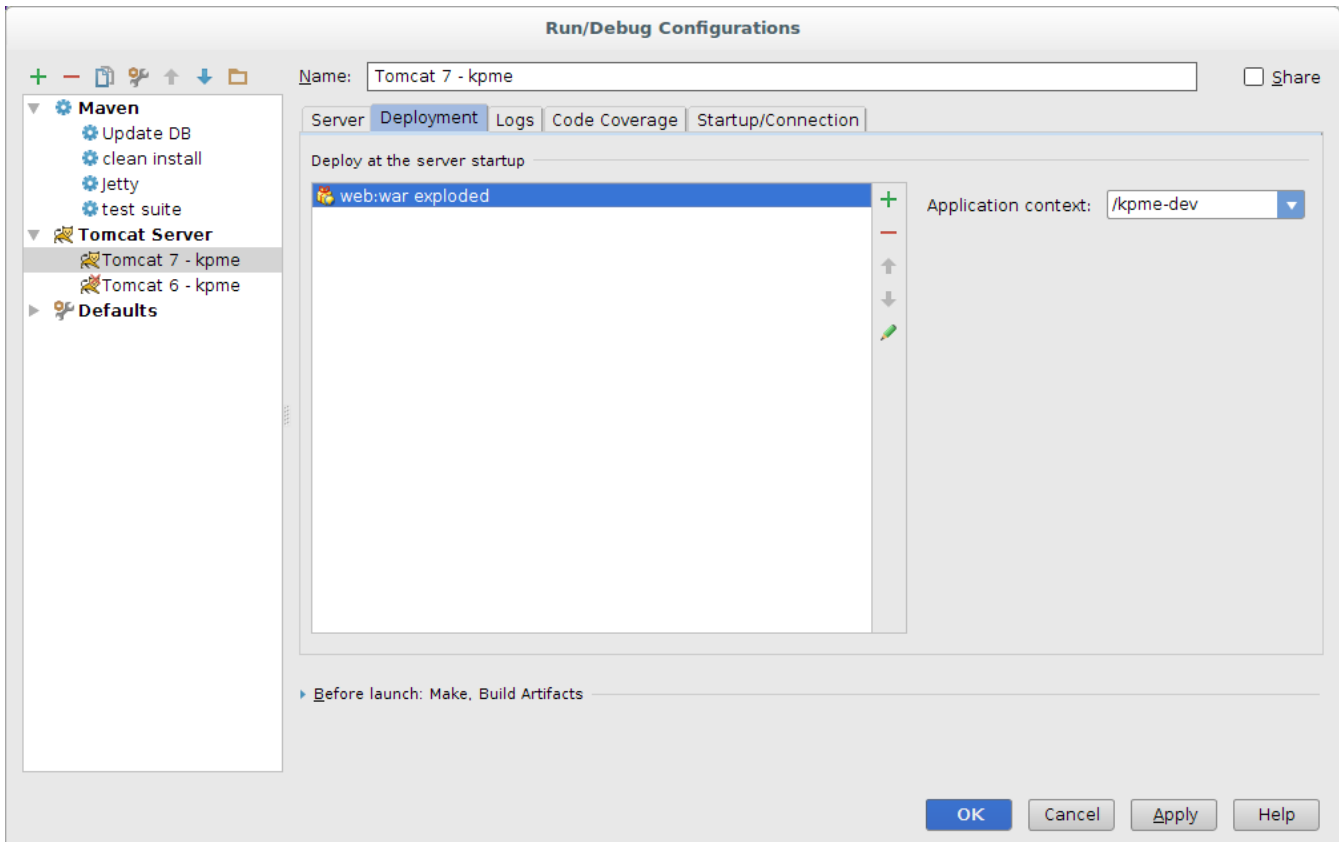 Run/Debug Configurations
Name: Tomcat 7 - kpme
Share
Maven
Update DB
clean install
Jetty
test suite
Tomcat Server
Tomcat 7 - kpme
Tomcat 6 - kpme
Defaults
Server Deployment Logs Code Coverage Startup/Connection
Deploy at the server startup
web:war exploded
Application context: /kpme-dev
Before launch: Make, Build Artifacts
OK Cancel Apply Help